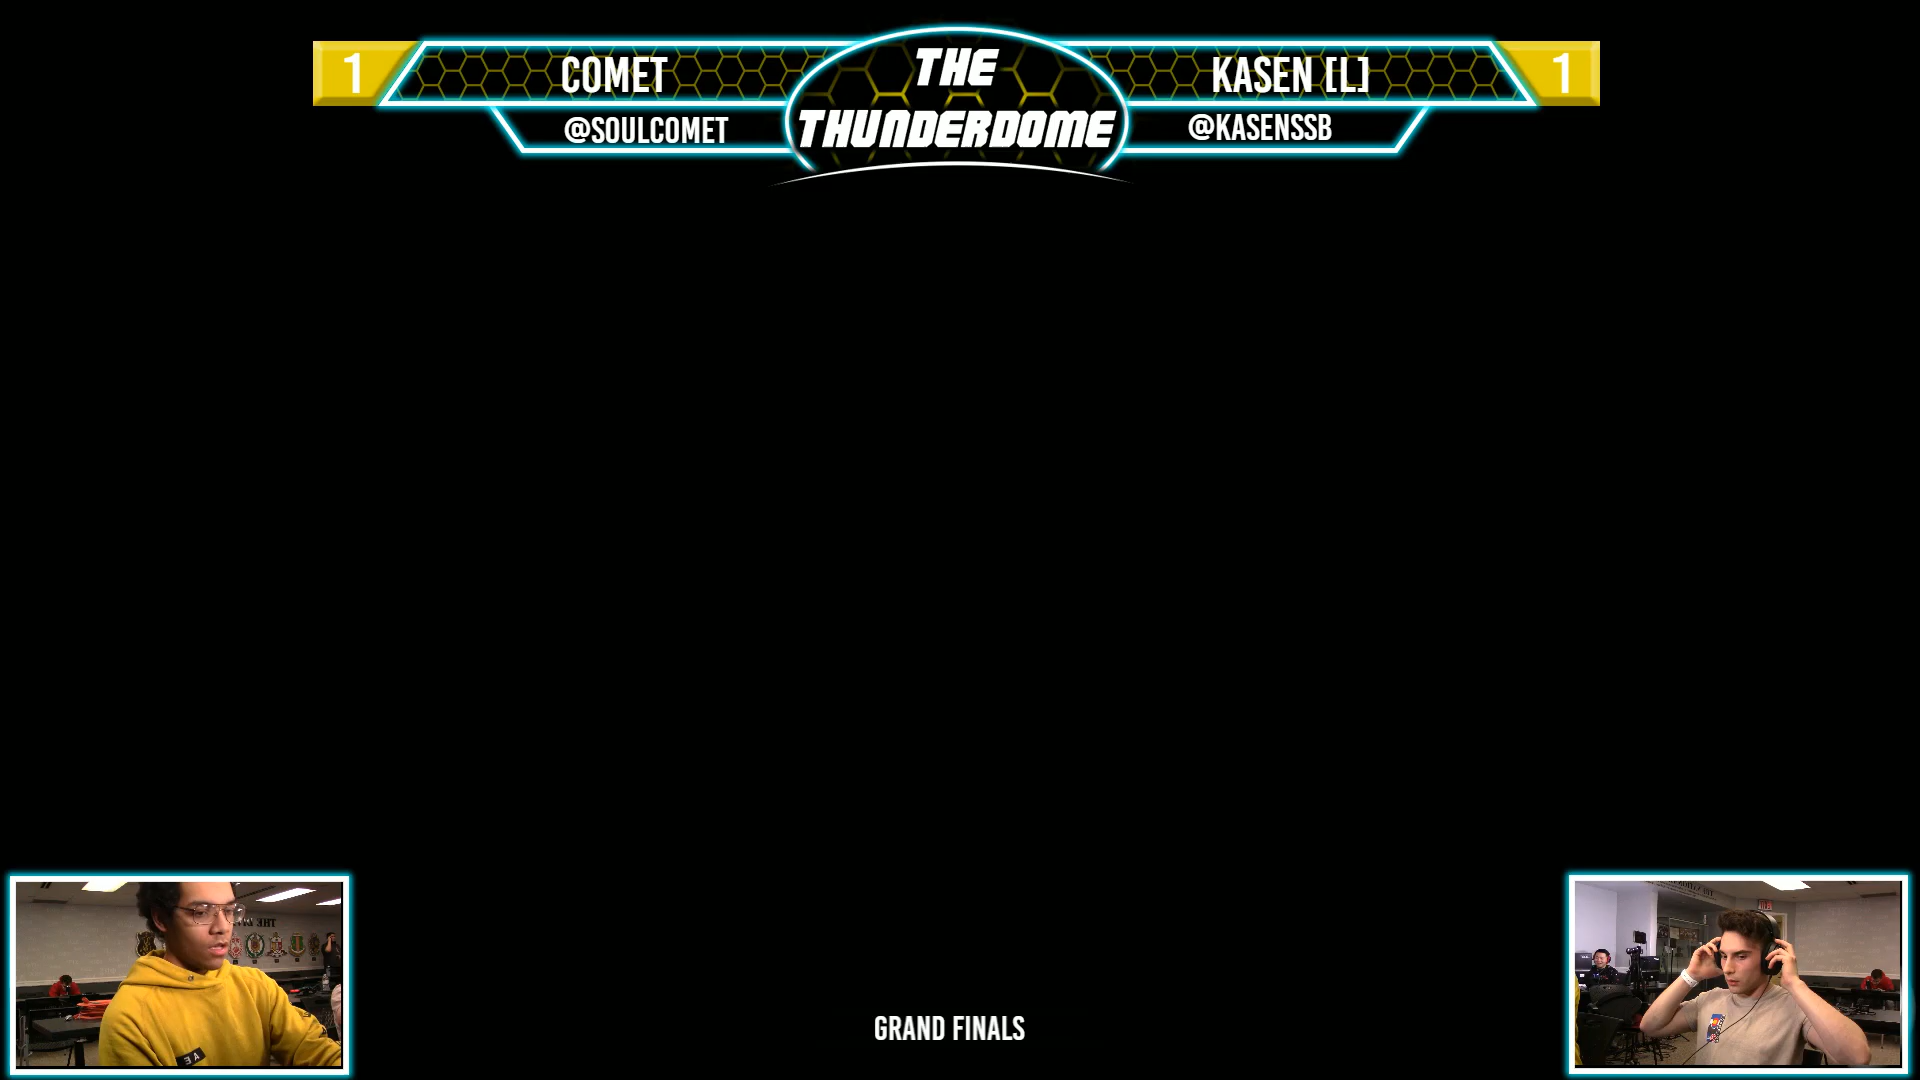 1
COMET
THE
THUNDERDOME
KASEN [L]
1
@SOULCOMET
@KASENSSB
GRAND FINALS